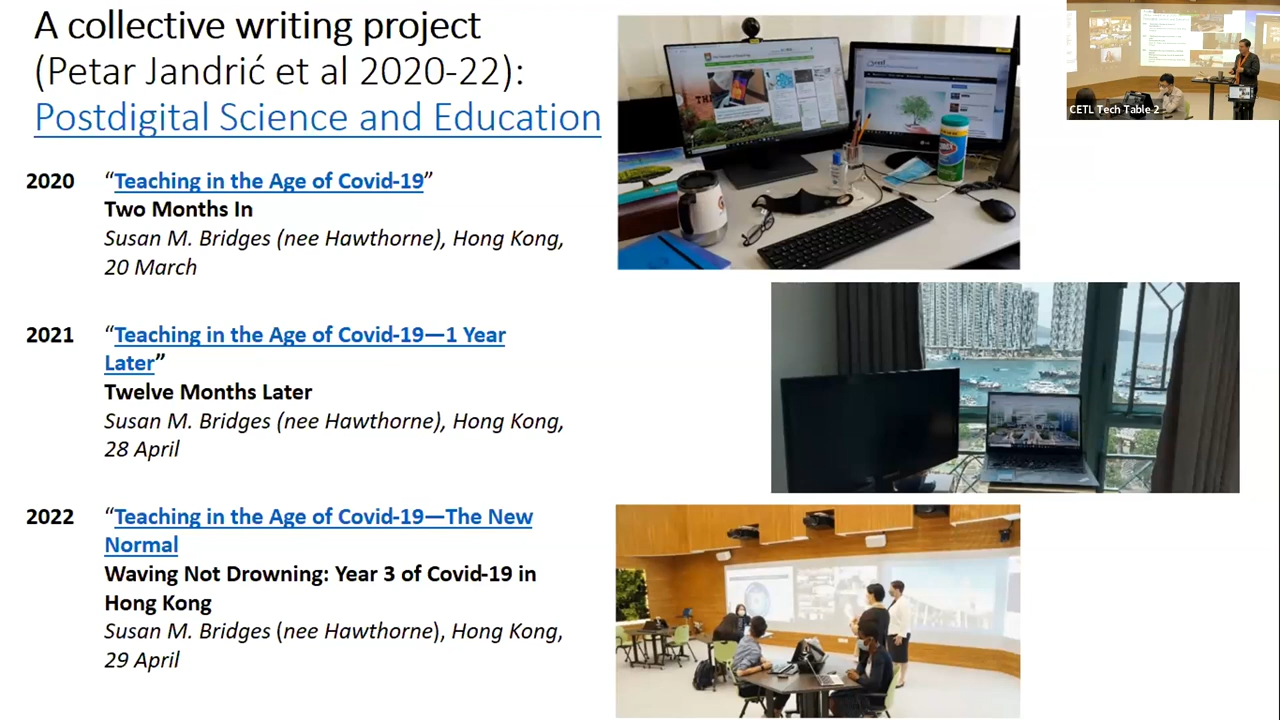 A collective writing project
(Petar Jandrić et al 2020-22):
Postdigital Science and Education
2020 “Teaching in the Age of Covid-19”
Two Months In
Susan M. Bridges (nee Hawthorne), Hong Kong,
20 March
2021 “Teaching in the Age of Covid-19—1 Year
Later”
Twelve Months Later
Susan M. Bridges (nee Hawthorne), Hong Kong,
28 April
2022 “Teaching in the Age of Covid-19—The New
Normal
Waving Not Drowning: Year 3 of Covid-19 in
Hong Kong
Susan M. Bridges (nee Hawthorne), Hong Kong,
29 April
CETL Tech Table-2